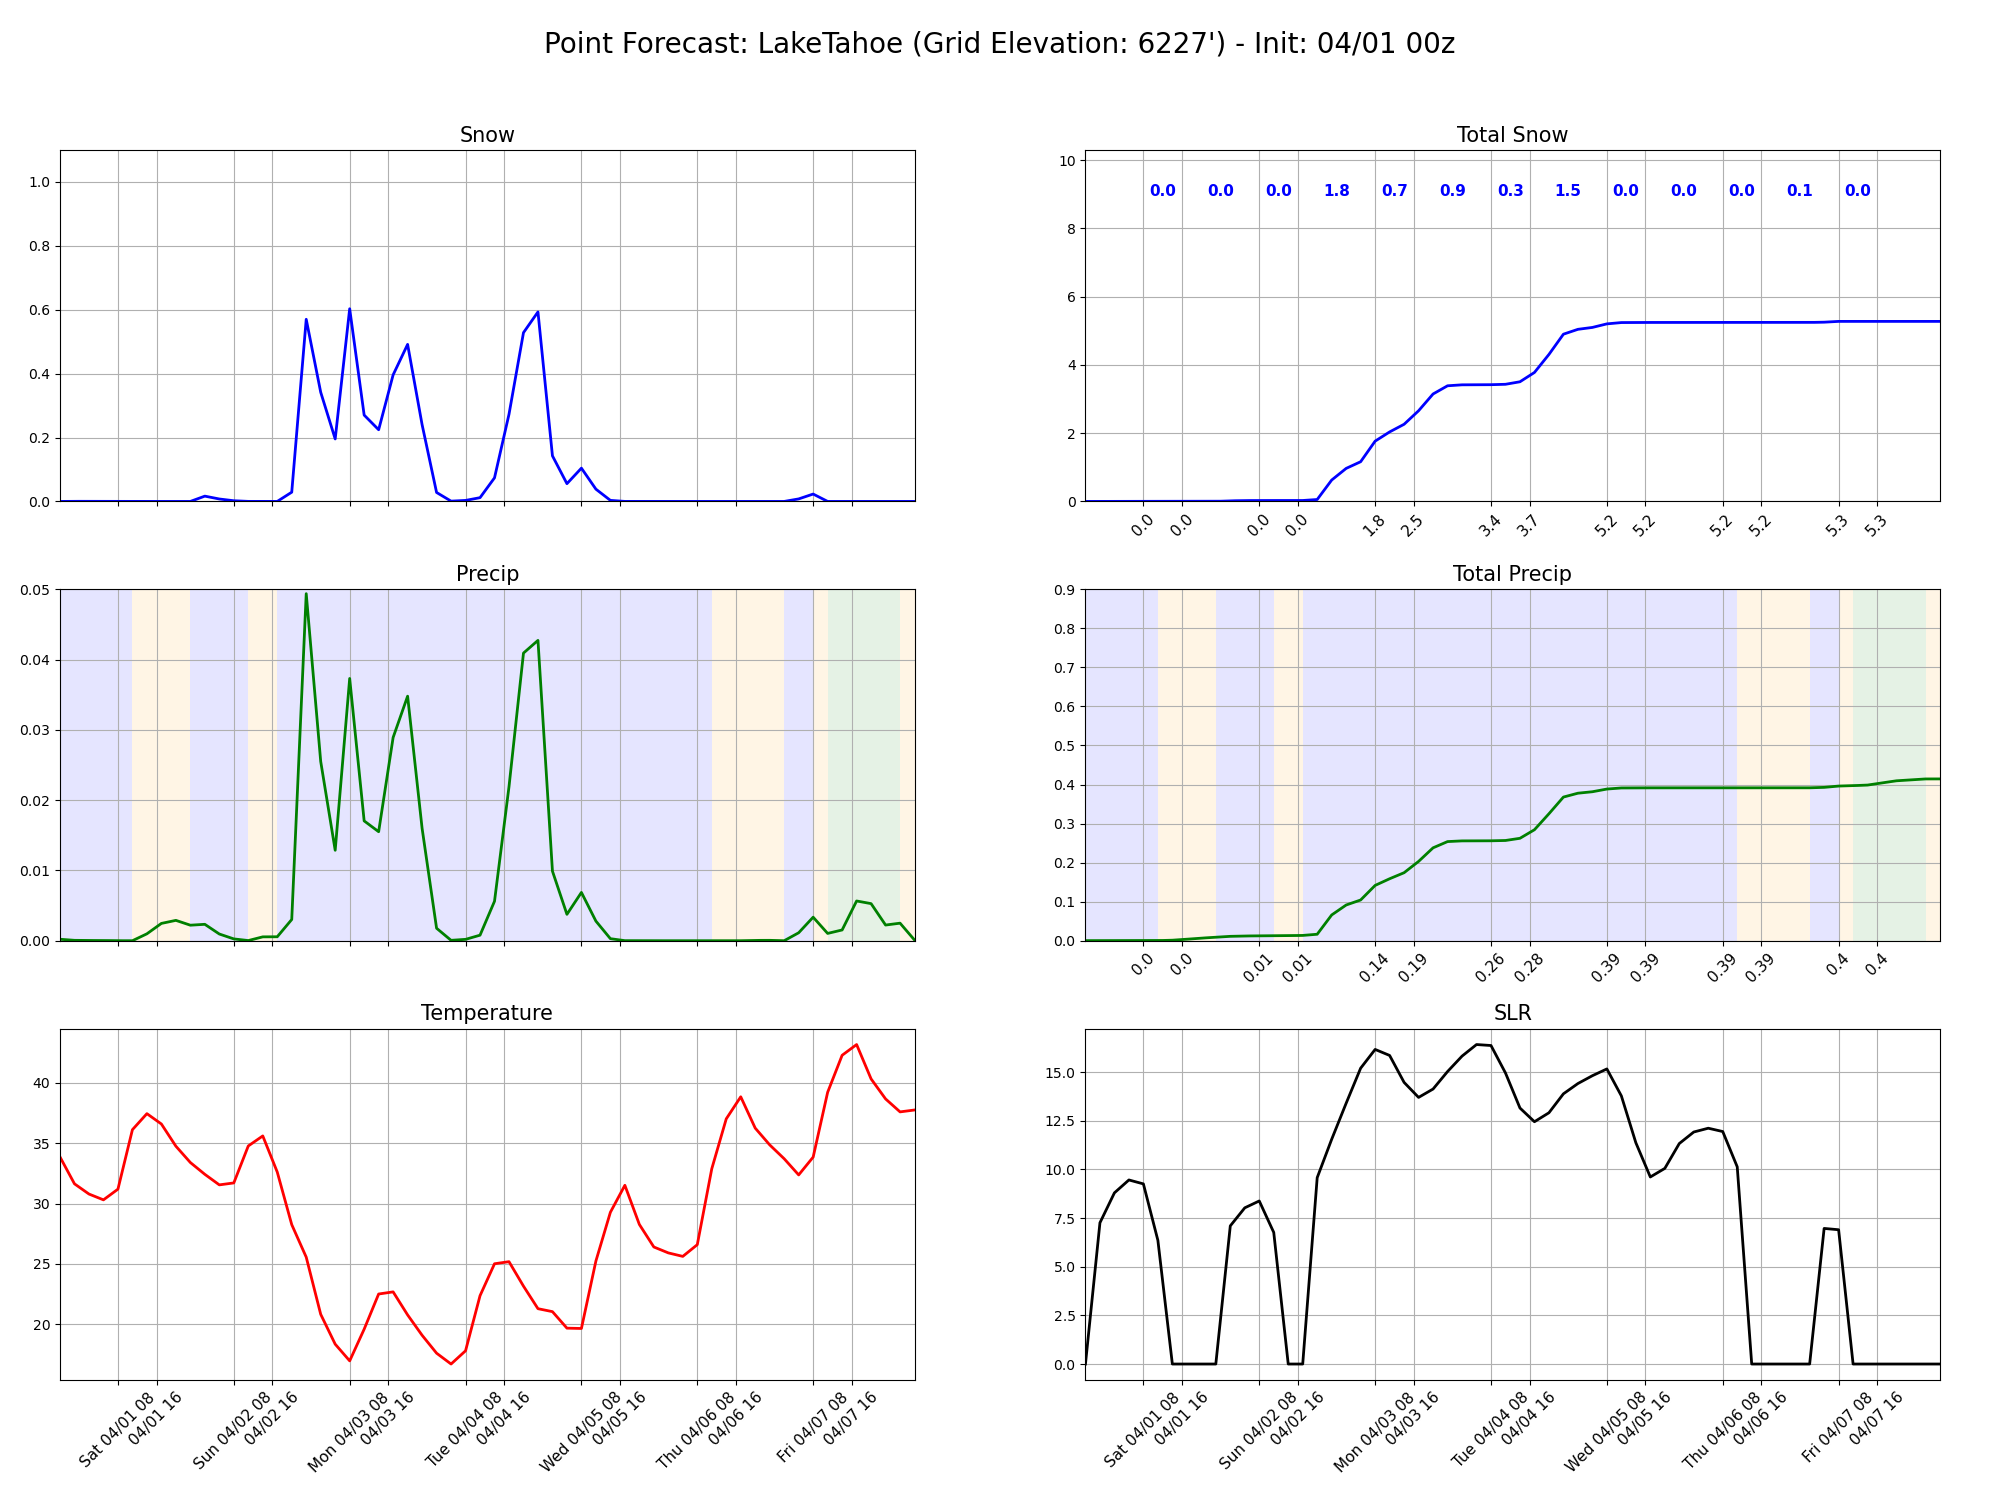 Point Forecast: LakeTahoe (Grid Elevation: 6227') - Init: 04/01 00z
Snow
1.0
0.8
0.6
0.4
0.2
0.0
Total Snow
10
8
6
4
2
0
0.0 0.0 0.0 1.8 0.7 0.9 0.3 1.5 0.0 0.0 0.0 0.1 0.0
0.0 0.0 0.0 0.0 1.8 2.5 3.4 3.7 5.2 5.2 5.2 5.2 5.3 5.3
Precip
0.05
0.04
0.03
0.02
0.01
0.00
Total Precip
0.9
0.8
0.7
0.6
0.5
0.4
0.3
0.2
0.1
0.0
0.0 0.0 0.01 0.01 0.14 0.19 0.26 0.28 0.39 0.39 0.39 0.39 0.4 0.4
Temperature
40
35
30
25
20
Sat 04/01 08
04/01 16
Sun 04/02 08
04/02 16
Mon 04/03 08
04/03 16
Tue 04/04 08
04/04 16
Wed 04/05 08
04/05 16
Thu 04/06 08
04/06 16
Fri 04/07 08
04/07 16
SLR
15.0
12.5
10.0
7.5
5.0
2.5
0.0
Sat 04/01 08
04/01 16
Sun 04/02 08
04/02 16
Mon 04/03 08
04/03 16
Tue 04/04 08
04/04 16
Wed 04/05 08
04/05 16
Thu 04/06 08
04/06 16
Fri 04/07 08
04/07 16